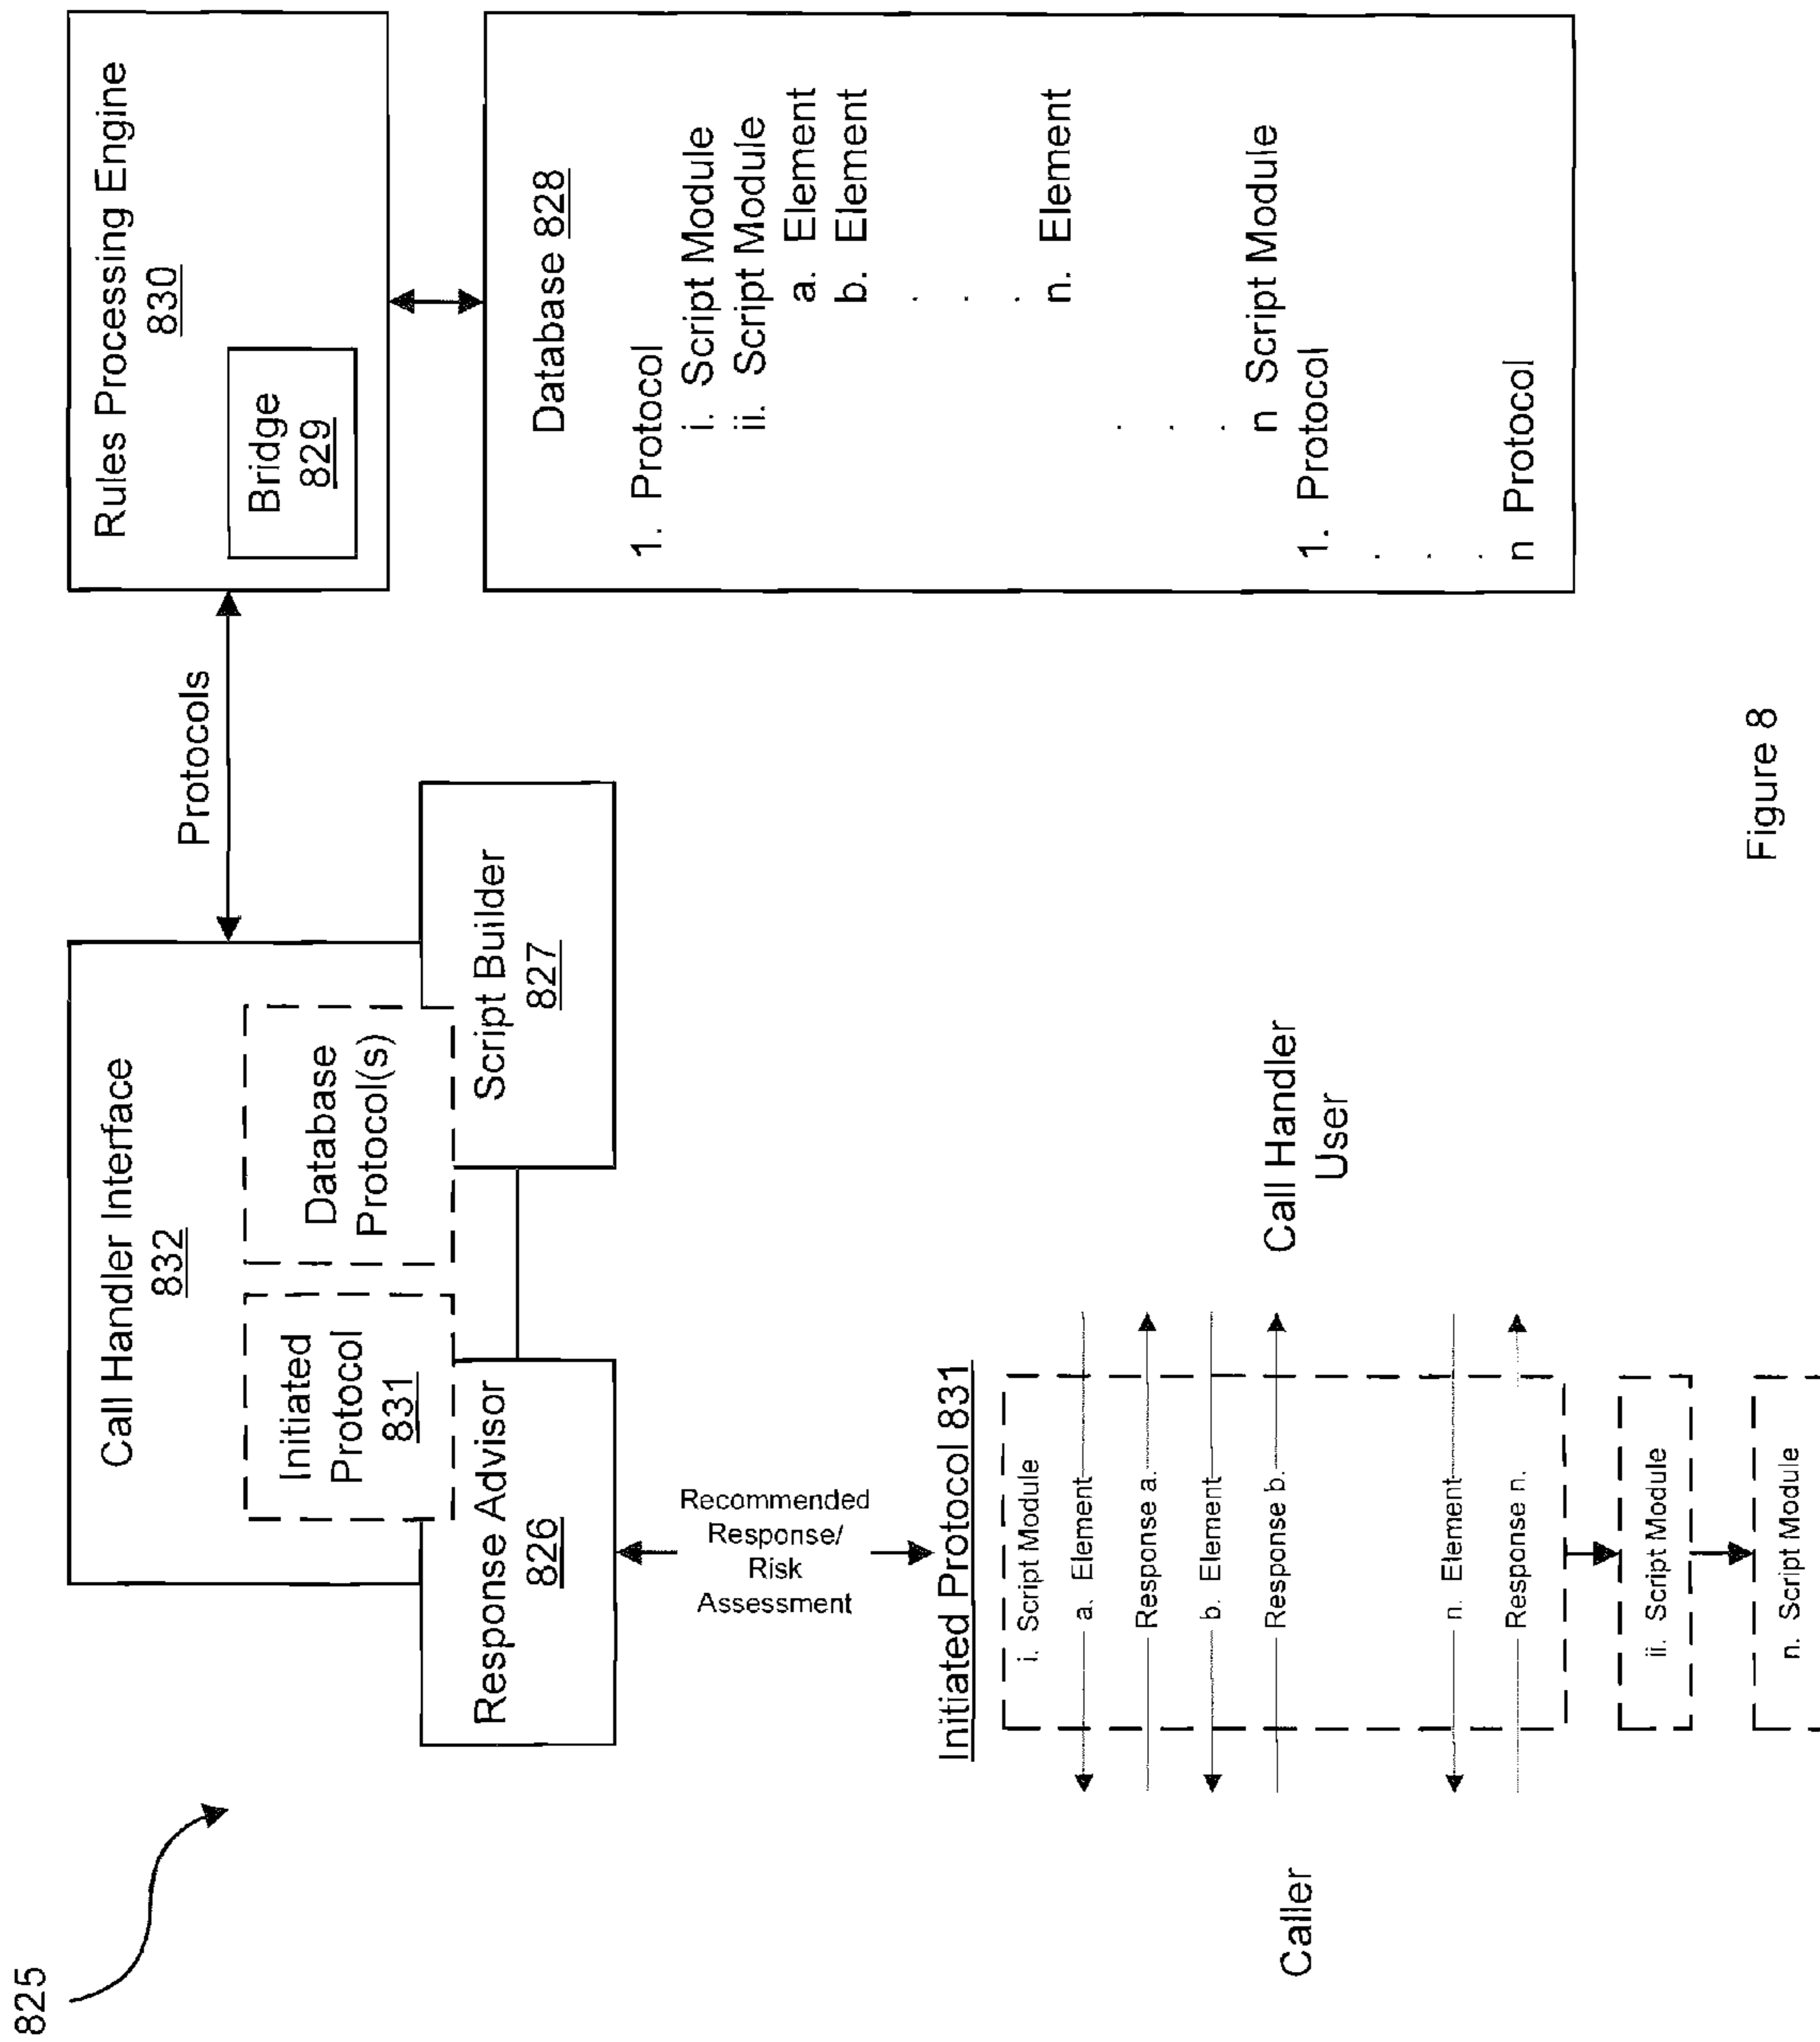 825
Call Handler Interface
832
Initiated
Protocol
831
Database
Protocol(s)
Response Advisor
826
Script Builder
827
Protocols
Rules Processing Engine
830
Bridge
829
Database 828
1. Protocol
i. Script Module
ii. Script Module
a. Element
b. Element
.
.
.
n. Element
.
.
.
n Script Module
1. Protocol
.
.
.
n Protocol
Recommended
Response/
Risk
Assessment
Initiated Protocol 831
i. Script Module
a. Element
Response a.
b. Element
Response b.
n. Element
Response n.
ii. Script Module
n. Script Module
Caller
Call Handler
User
Figure 8